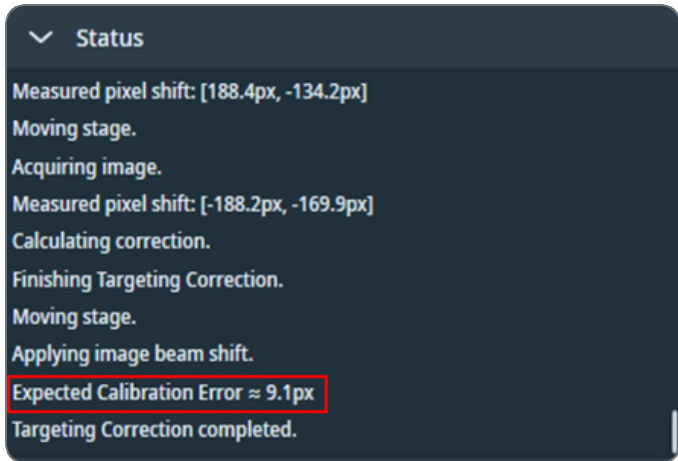 Status
Measured pixel shift: [188.4px, -134.2px]
Moving stage.
Acquiring image.
Measured pixel shift: [-188.2px, -169.9px]
Calculating correction.
Finishing Targeting Correction.
Moving stage.
Applying image beam shift.
Expected Calibration Error ≈ 9.1px
Targeting Correction completed.